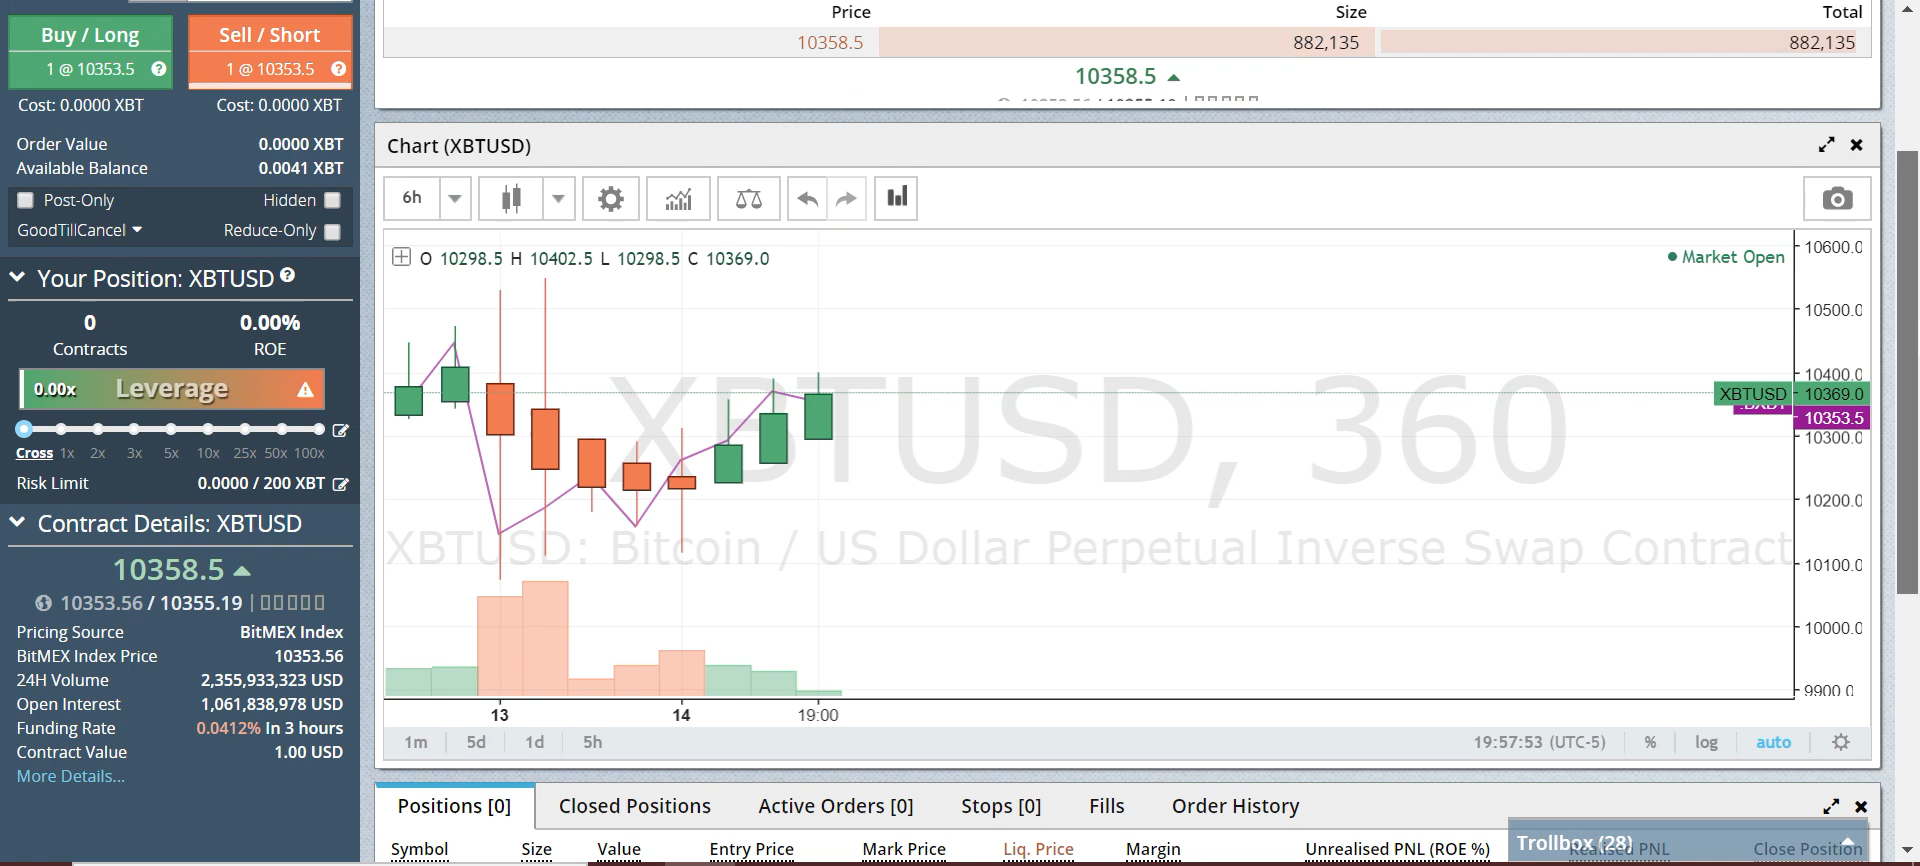 Buy / Long
1 @ 10353.5 ?
Sell / Short
1 @ 10353.5 ?
Cost: 0.0000 XBT
Cost: 0.0000 XBT
Order Value 0.0000 XBT
Available Balance 0.0041 XBT
Post-Only Hidden
GoodTillCancel Reduce-Only
Your Position: XBTUSD ?
0 0.00%
Contracts ROE
0.00x Leverage
Cross 1x 2x 3x 5x 10x 25x 50x 100x
Risk Limit 0.0000 / 200 XBT
Contract Details: XBTUSD
10358.5
10353.56 / 10355.19 |
Pricing Source BitMEX Index
BitMEX Index Price 10353.56
24H Volume 2,355,933,323 USD
Open Interest 1,061,838,978 USD
Funding Rate 0.0412% In 3 hours
Contract Value 1.00 USD
More Details...
Price Size Total
10358.5 882,135 882,135
10358.5
Chart (XBTUSD)
6h
O 10298.5 H 10402.5 L 10298.5 C 10369.0
Market Open
XBTUSD, 360
XBTUSD: Bitcoin / US Dollar Perpetual Inverse Swap Contract
10600.0
10500.0
10400.0
XBTUSD 10369.0
10353.5
10300.0
10200.0
10100.0
10000.0
9900.0
13 14 19:00
1m 5d 1d 5h
19:57:53 (UTC-5) % log auto
Positions [0] Closed Positions Active Orders [0] Stops [0] Fills Order History
Symbol Size Value Entry Price Mark Price Liq. Price Margin Unrealised PNL (ROE %) Realised PNL Close Position
Trollbox (28)